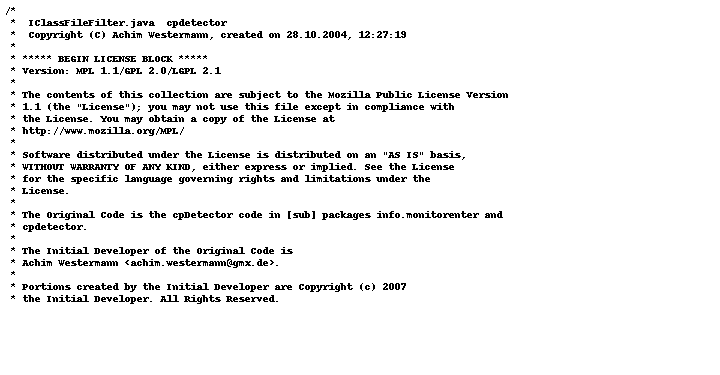 /*
 *  IClassFileFilter.java  cpdetector
 *  Copyright (C) Achim Westermann, created on 28.10.2004, 12:27:19
 *
 * ***** BEGIN LICENSE BLOCK *****
 * Version: MPL 1.1/GPL 2.0/LGPL 2.1
 *
 * The contents of this collection are subject to the Mozilla Public License Version
 * 1.1 (the "License"); you may not use this file except in compliance with
 * the License. You may obtain a copy of the License at
 * http://www.mozilla.org/MPL/
 *
 * Software distributed under the License is distributed on an "AS IS" basis,
 * WITHOUT WARRANTY OF ANY KIND, either express or implied. See the License
 * for the specific language governing rights and limitations under the
 * License.
 *
 * The Original Code is the cpDetector code in [sub] packages info.monitorenter and
 * cpdetector.
 *
 * The Initial Developer of the Original Code is
 * Achim Westermann <achim.westermann@gmx.de>.
 *
 * Portions created by the Initial Developer are Copyright (c) 2007
 * the Initial Developer. All Rights Reserved.